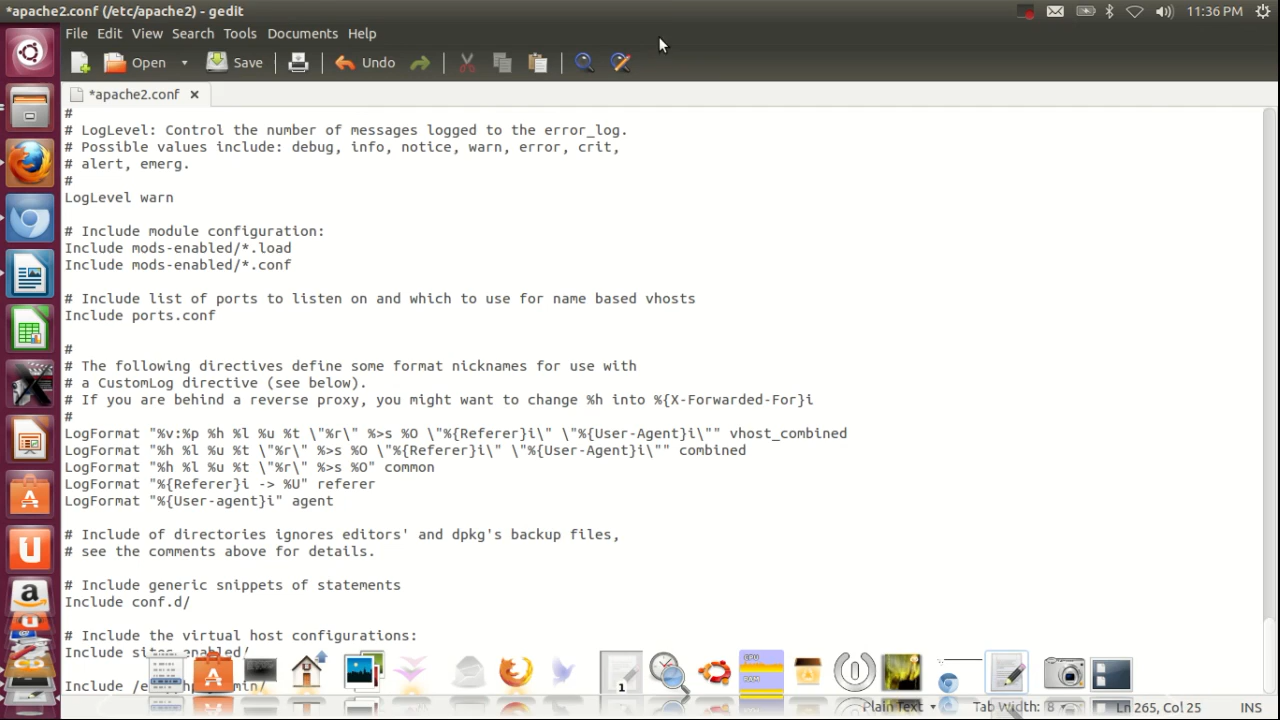 *apache2.conf (/etc/apache2) - gedit
11:36 PM
File Edit View Search Tools Documents Help
Open Save Undo
*apache2.conf
#
# LogLevel: Control the number of messages logged to the error_log.
# Possible values include: debug, info, notice, warn, error, crit,
# alert, emerg.
#
LogLevel warn
# Include module configuration:
Include mods-enabled/*.load
Include mods-enabled/*.conf
# Include list of ports to listen on and which to use for name based vhosts
Include ports.conf
#
# The following directives define some format nicknames for use with
# a CustomLog directive (see below).
# If you are behind a reverse proxy, you might want to change %h into %{X-Forwarded-For}i
#
LogFormat "%v:%p %h %l %u %t \"%r\" %>s %O \"%{Referer}i\" \"%{User-Agent}i\"" vhost_combined
LogFormat "%h %l %u %t \"%r\" %>s %O \"%{Referer}i\" \"%{User-Agent}i\"" combined
LogFormat "%h %l %u %t \"%r\" %>s %O" common
LogFormat "%{Referer}i -> %U" referer
LogFormat "%{User-agent}i" agent
# Include of directories ignores editors' and dpkg's backup files,
# see the comments above for details.
# Include generic snippets of statements
Include conf.d/
# Include the virtual host configurations:
Include sites-enabled/
Include
Plain Text Tab Width: 8 Ln 265, Col 25 INS